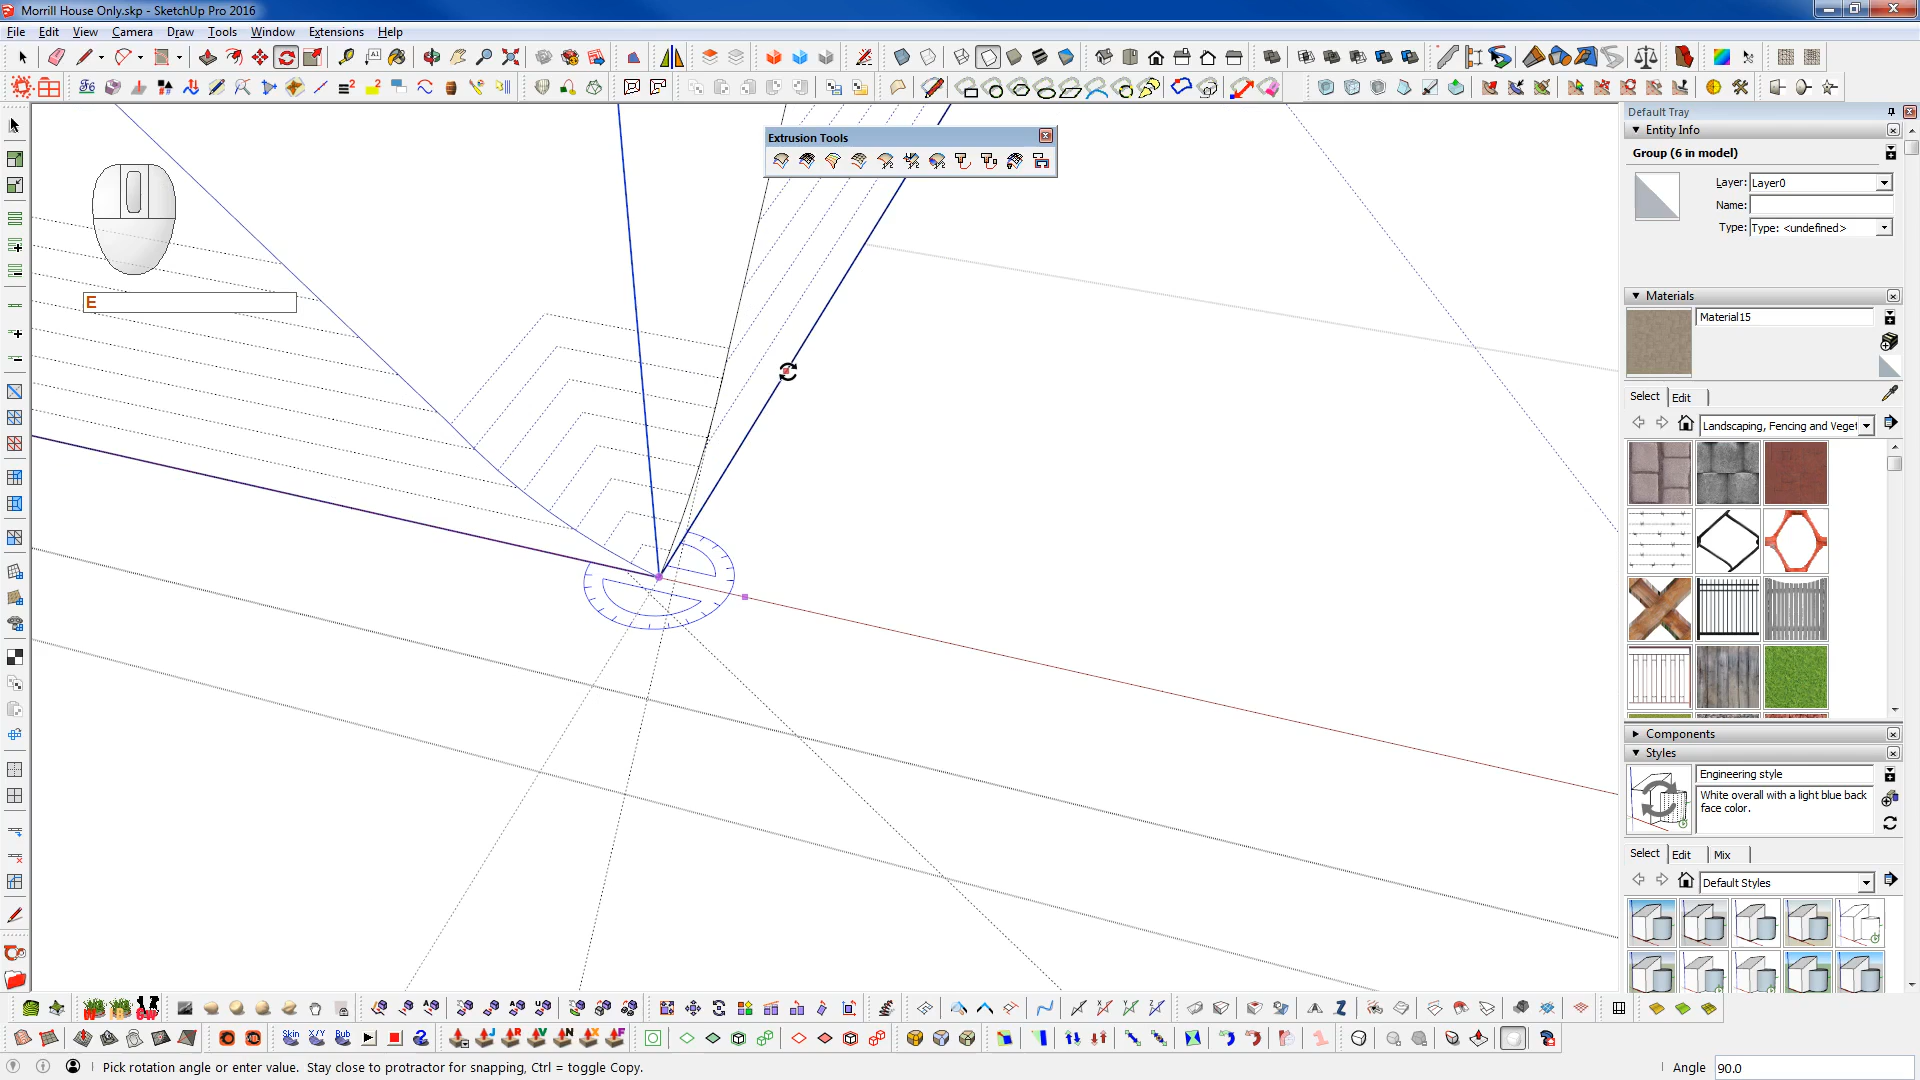 Morrill House Only.skp - SketchUp Pro 2016
File Edit View Camera Draw Tools Window Extensions Help
Default Tray
Entity Info
Group (6 in model)
Layer: Layer0
Name:
Type: Type: <undefined>
Extrusion Tools
E
Materials
Material15
Select Edit
Landscaping, Fencing and Veget
Components
Styles
Engineering style
White overall with a light blue back
face color.
Select Edit Mix
Default Styles
Skin X/Y Bub
J R V N X F
Pick rotation angle or enter value. Stay close to protractor for snapping, Ctrl = toggle Copy.
Angle 90.0